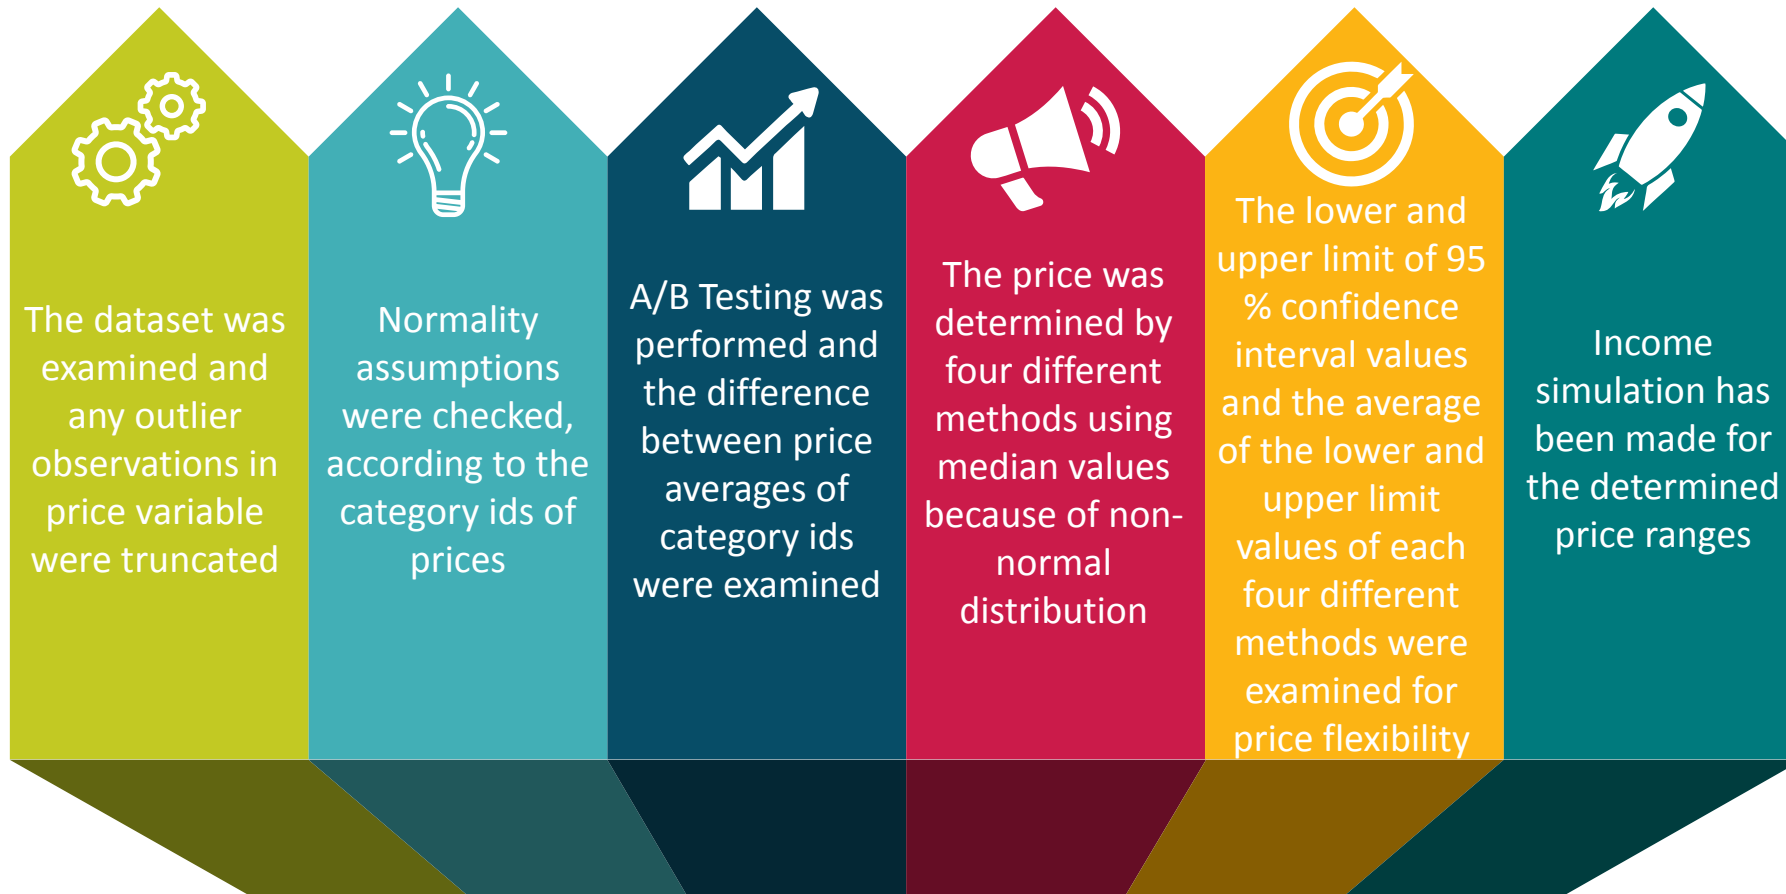 The dataset was
examined and
any outlier
observations in
price variable
were truncated
Normality
assumptions
were checked,
according to the
category ids of
prices
A/B Testing was
performed and
the difference
between price
averages of
category ids
were examined
The price was
determined by
four different
methods using
median values
because of non-
normal
distribution
The lower and
upper limit of 95
% confidence
interval values
and the average
of the lower and
upper limit
values of each
four different
methods were
examined for
price flexibility
Income
simulation has
been made for
the determined
price ranges